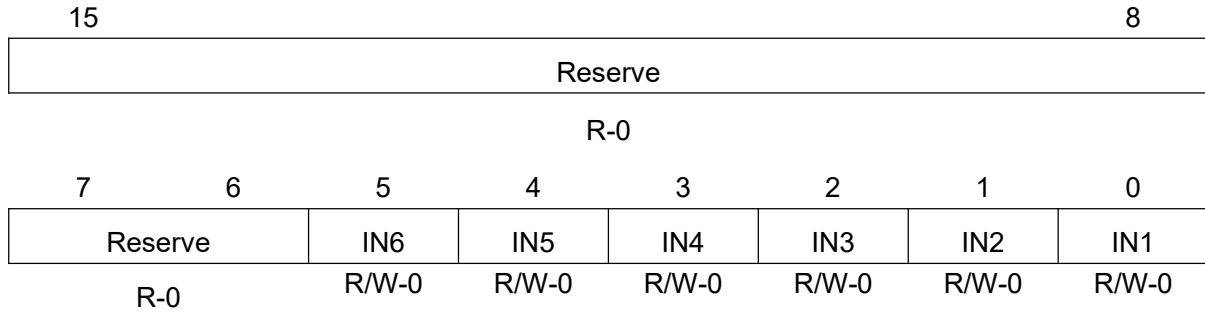 15 8
Reserve
R-0
7 6 5 4 3 2 1 0
Reserve IN6 IN5 IN4 IN3 IN2 IN1
R-0 R/W-0 R/W-0 R/W-0 R/W-0 R/W-0 R/W-0